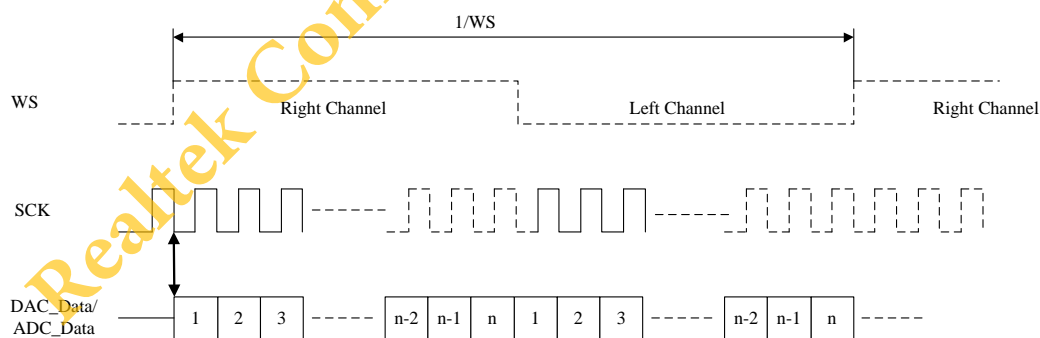 1/WS
WS
Right Channel
Left Channel
Right Channel
SCK
DAC_Data/
ADC_Data
1 2 3 n-2 n-1 n 1 2 3 n-2 n-1 n
Realtek